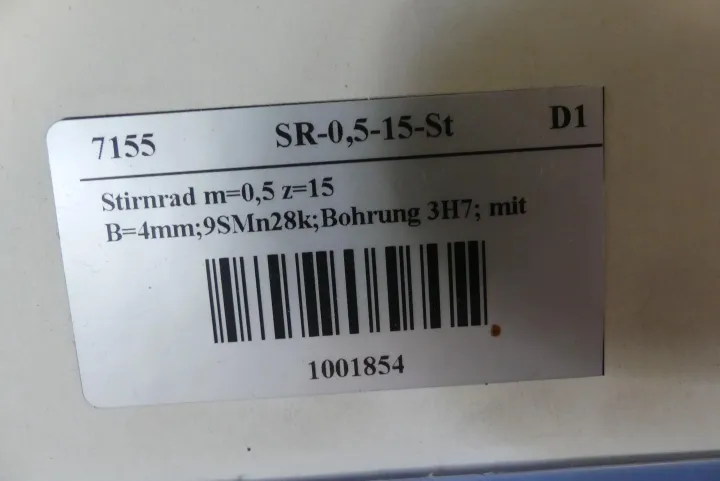 7155 SR-0,5-15-St D1
Stirnrad m=0,5 z=15
B=4mm;9SMn28k;Bohrung 3H7; mit
1001854